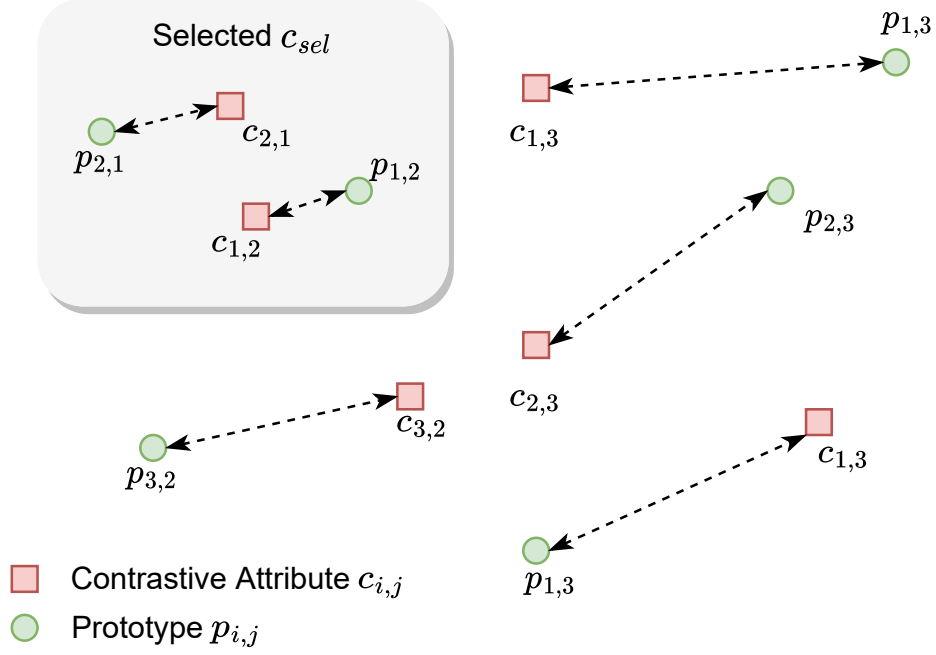 Selected c_{sel}
p_{1,3}
c_{2,1}
p_{2,1}
c_{1,3}
p_{1,2}
c_{1,2}
p_{2,3}
c_{2,3}
c_{3,2}
p_{3,2}
c_{1,3}
p_{1,3}
Contrastive Attribute c_{i,j}
Prototype p_{i,j}